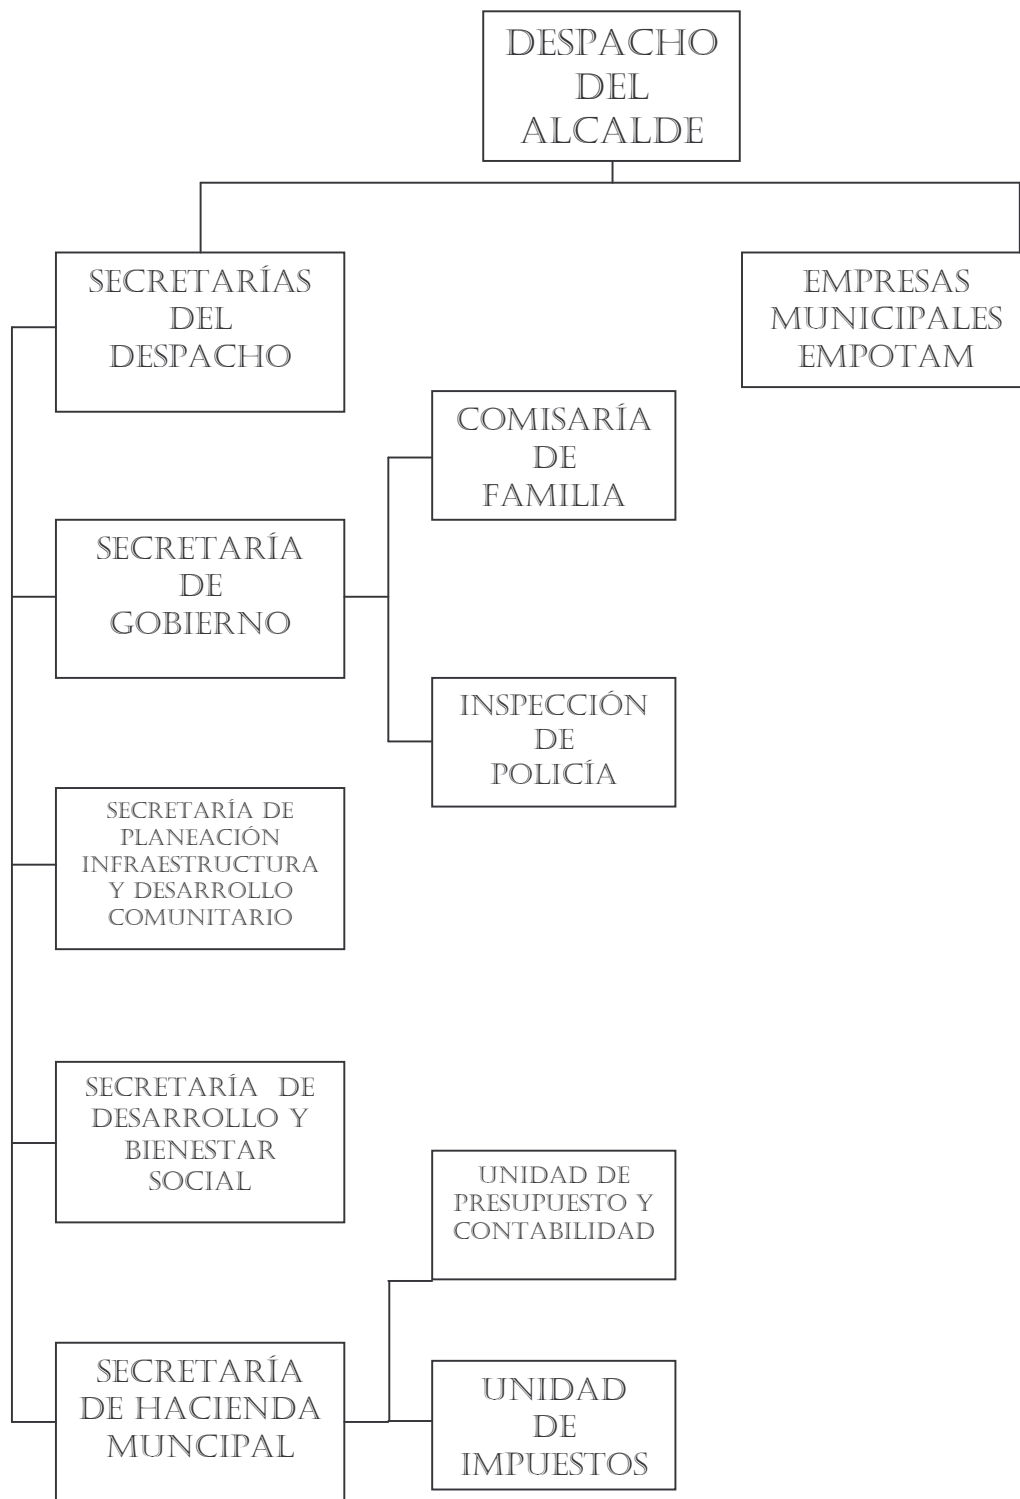 DESPACHO
DEL
ALCALDE
SECRETARÍAS
DEL
DESPACHO
EMPRESAS
MUNICIPALES
EMPOTAM
COMISARÍA
DE
FAMILIA
SECRETARÍA
DE
GOBIERNO
INSPECCIÓN
DE
POLICÍA
SECRETARÍA DE
PLANEACIÓN
INFRAESTRUCTURA
Y DESARROLLO
COMUNITARIO
SECRETARÍA DE
DESARROLLO Y
BIENESTAR
SOCIAL
UNIDAD DE
PRESUPUESTO Y
CONTABILIDAD
SECRETARÍA
DE HACIENDA
MUNCIPAL
UNIDAD
DE
IMPUESTOS